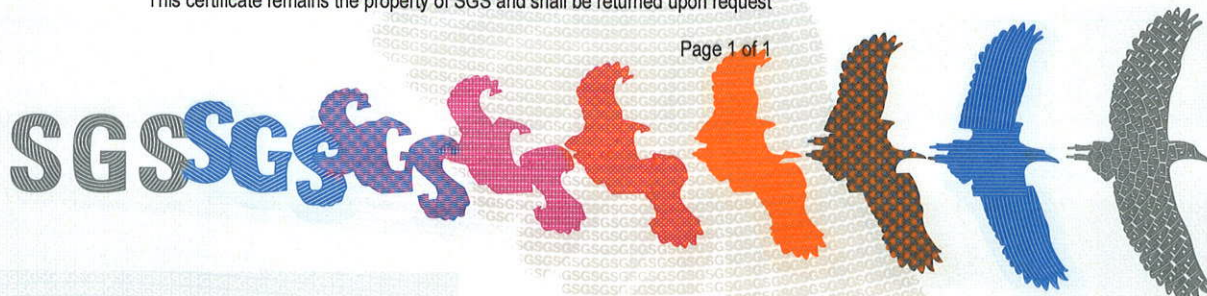 This certificate remains the property of SGS and shall be returned upon request
Page 1 of 1
SGS SGS SGS